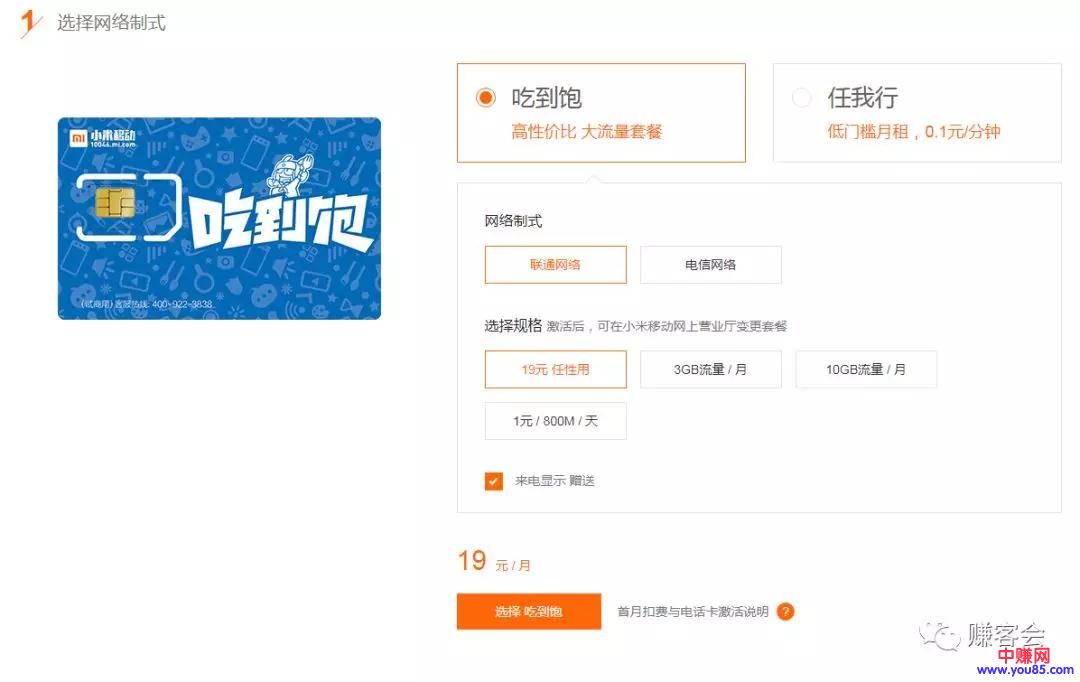 1 选择网络制式
小米移动
10046.mi.com
吃到饱
(试商用) 客服热线: 400-922-3838
吃到饱
高性价比 大流量套餐
任我行
低门槛月租，0.1元/分钟
网络制式
联通网络
电信网络
选择规格 激活后，可在小米移动网上营业厅变更套餐
19元 任性用
3GB流量 / 月
10GB流量 / 月
1元 / 800M / 天
来电显示 赠送
19 元 / 月
选择 吃到饱
首月扣费与电话卡激活说明 ?
赚客会
中赚网
www.you85.com